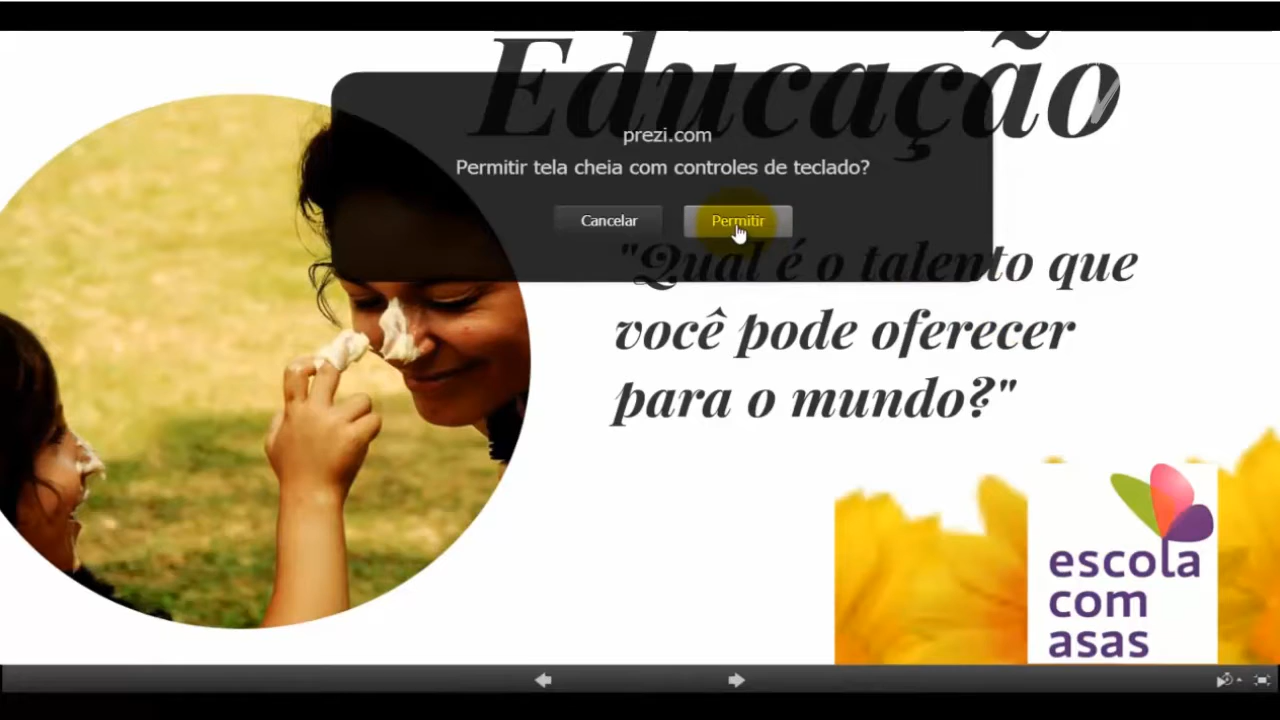 Educação
prezi.com
Permitir tela cheia com controles de teclado?
Cancelar
Permitir
"Qual é o talento que
você pode oferecer
para o mundo?"
escola
com
asas